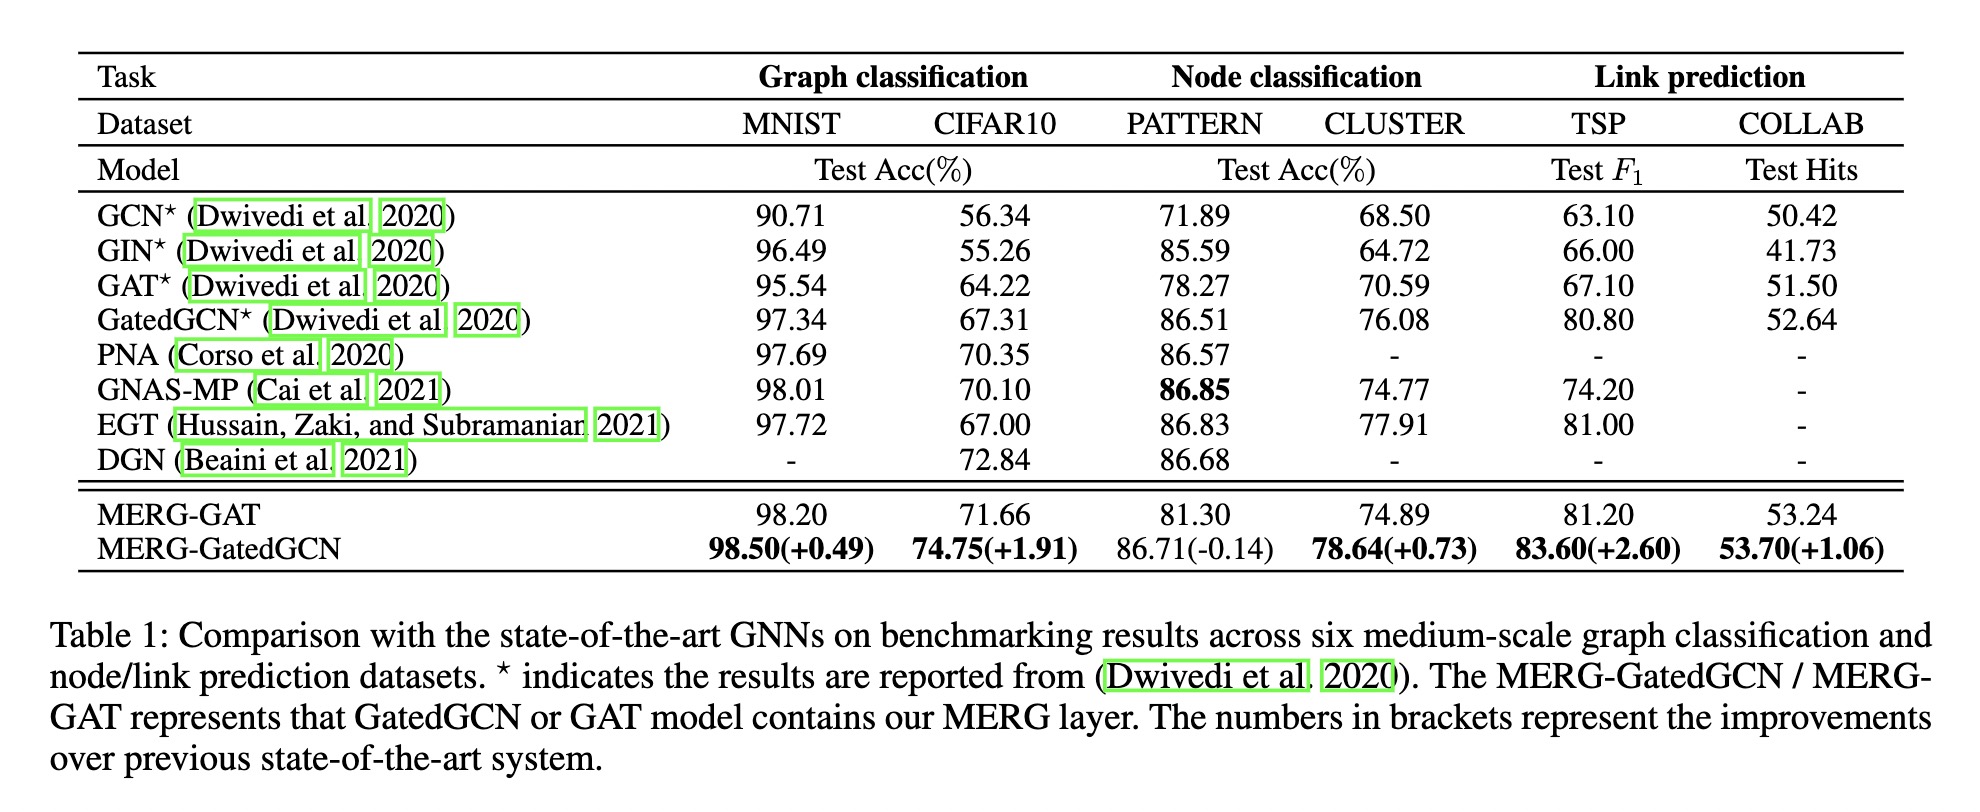 Task Graph classification Node classification Link prediction
Dataset MNIST CIFAR10 PATTERN CLUSTER TSP COLLAB
Model Test Acc(%) Test Acc(%) Test F1 Test Hits
GCN* (Dwivedi et al. 2020) 90.71 56.34 71.89 68.50 63.10 50.42
GIN* (Dwivedi et al. 2020) 96.49 55.26 85.59 64.72 66.00 41.73
GAT* (Dwivedi et al. 2020) 95.54 64.22 78.27 70.59 67.10 51.50
GatedGCN* (Dwivedi et al. 2020) 97.34 67.31 86.51 76.08 80.80 52.64
PNA (Corso et al. 2020) 97.69 70.35 86.57 - - -
GNAS-MP (Cai et al. 2021) 98.01 70.10 86.85 74.77 74.20 -
EGT (Hussain, Zaki, and Subramanian 2021) 97.72 67.00 86.83 77.91 81.00 -
DGN (Beaini et al. 2021) - 72.84 86.68 - - -
MERG-GAT 98.20 71.66 81.30 74.89 81.20 53.24
MERG-GatedGCN 98.50(+0.49) 74.75(+1.91) 86.71(-0.14) 78.64(+0.73) 83.60(+2.60) 53.70(+1.06)
Table 1: Comparison with the state-of-the-art GNNs on benchmarking results across six medium-scale graph classification and
node/link prediction datasets. * indicates the results are reported from (Dwivedi et al. 2020). The MERG-GatedGCN / MERG-
GAT represents that GatedGCN or GAT model contains our MERG layer. The numbers in brackets represent the improvements
over previous state-of-the-art system.